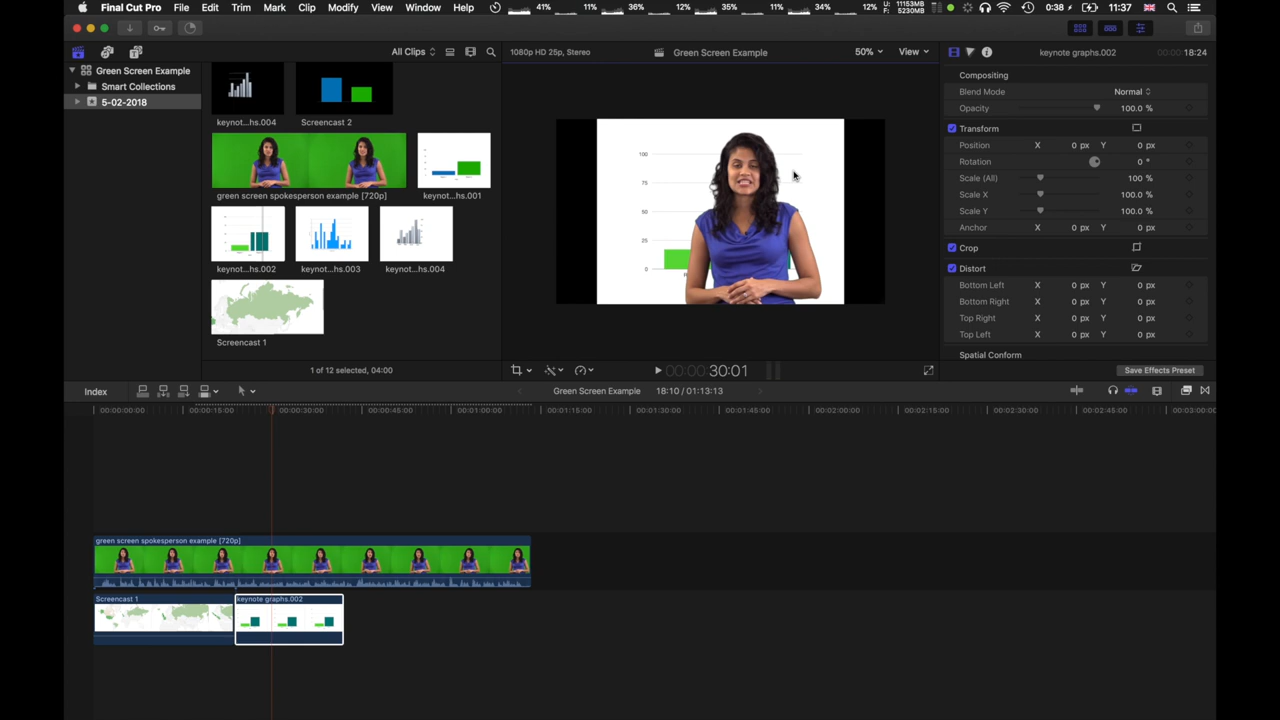 Final Cut Pro File Edit Trim Mark Clip Modify View Window Help 41% 11% 36% 12% 35% 11% 34% 12% U: 11153MB F: 5230MB 0:38 11:37
All Clips 1080p HD 25p, Stereo Green Screen Example 50% View keynote graphs.002 00:00 18:24
Green Screen Example
Smart Collections
5-02-2018
keynot...hs.004 Screencast 2
green screen spokesperson example [720p] keynot...hs.001
keynot...hs.002 keynot...hs.003 keynot...hs.004
Screencast 1
1 of 12 selected, 04:00
100
75
50
25
0
Compositing
Blend Mode Normal
Opacity 100.0 %
Transform
Position X 0 px Y 0 px
Rotation 0 °
Scale (All) 100 %
Scale X 100.0 %
Scale Y 100.0 %
Anchor X 0 px Y 0 px
Crop
Distort
Bottom Left X 0 px Y 0 px
Bottom Right X 0 px Y 0 px
Top Right X 0 px Y 0 px
Top Left X 0 px Y 0 px
Spatial Conform
00:00:30:01 Save Effects Preset
Index Green Screen Example 18:10 / 01:13:13
00:00:00:00 00:00:15:00 00:00:30:00 00:00:45:00 00:01:00:00 00:01:15:00 00:01:30:00 00:01:45:00 00:02:00:00 00:02:15:00 00:02:30:00 00:02:45:00 00:03:00:00
green screen spokesperson example [720p]
Screencast 1 keynote graphs.002